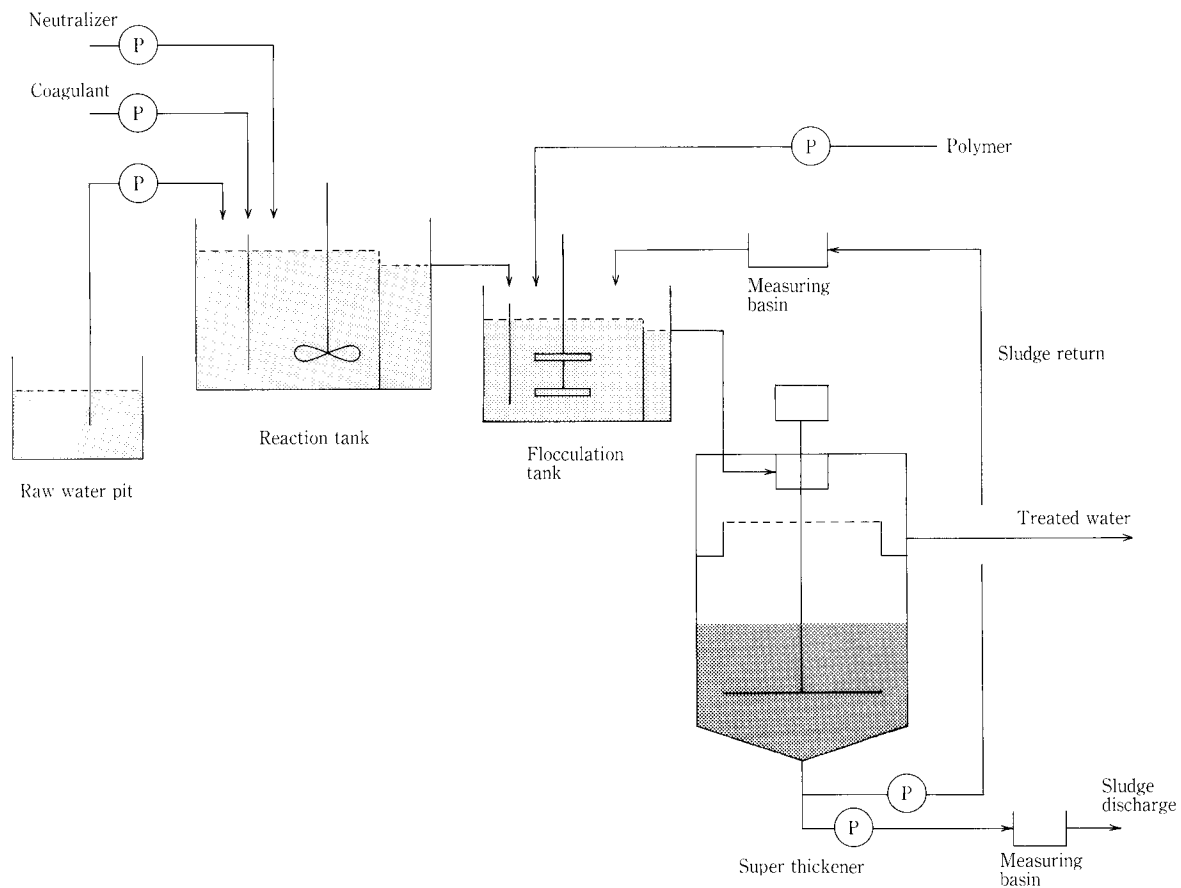 Neutralizer
P
Coagulant
P
P
P
Polymer
Measuring
basin
Sludge return
Reaction tank
Flocculation
tank
Raw water pit
Treated water
P
Sludge
discharge
P
Super thickener
Measuring
basin